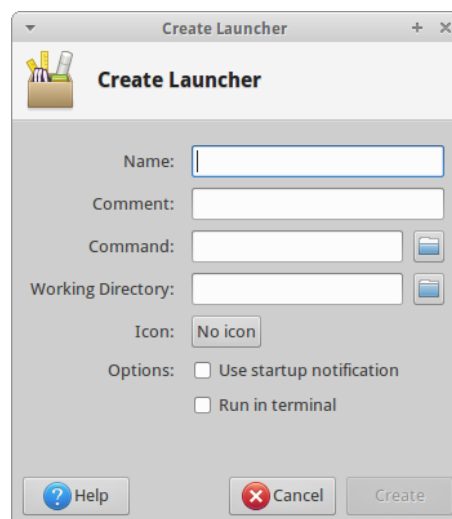 Create Launcher
Create Launcher
Name:
Comment:
Command:
Working Directory:
Icon: No icon
Options: Use startup notification
Run in terminal
Help Cancel Create